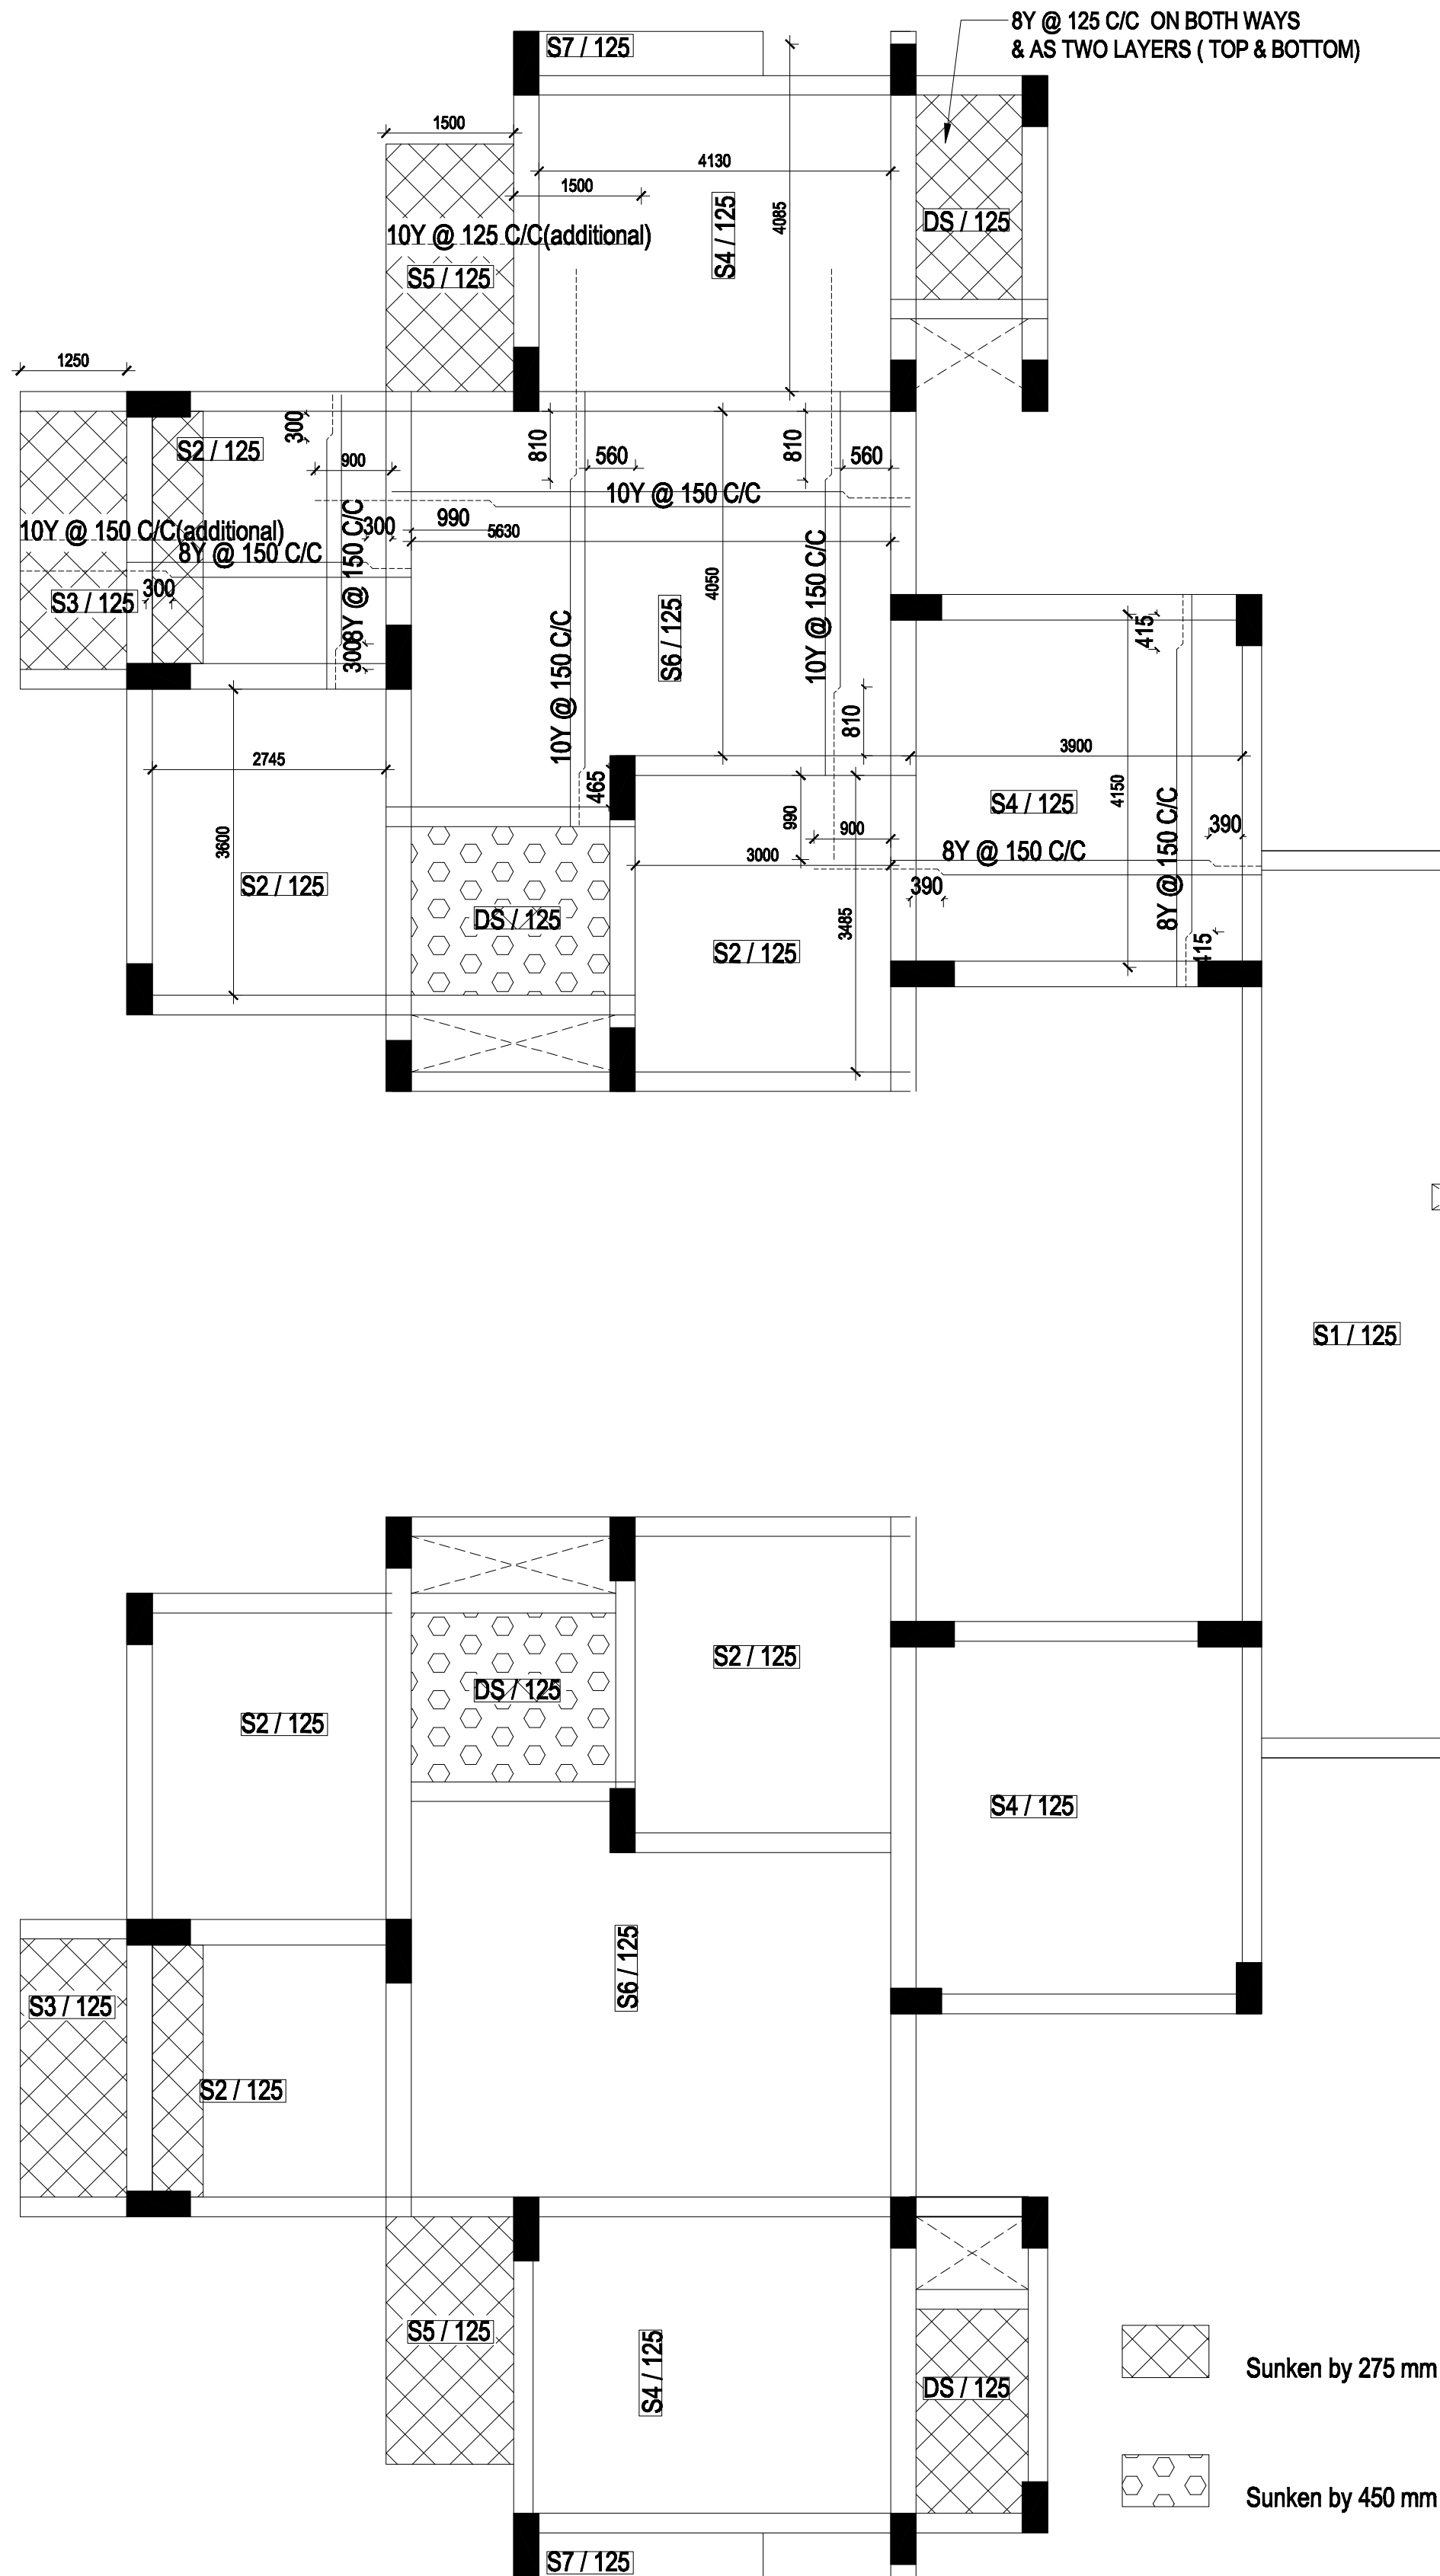 8Y @ 125 C/C  ON BOTH WAYS
& AS TWO LAYERS ( TOP & BOTTOM)
S7 / 125
1500
4130
1500
4085
S4 / 125
DS / 125
10Y @ 125 C/C(additional)
S5 / 125
1250
S2 / 125
300
900
810
560
810
560
10Y @ 150 C/C
990
5630
300
10Y @ 150 C/C(additional)
8Y @ 150 C/C
8Y @ 150 C/C
300
S3 / 125
300
4050
S6 / 125
10Y @ 150 C/C
10Y @ 150 C/C
415
810
2745
3900
465
990
S4 / 125
4150
8Y @ 150 C/C
390
900
3000
8Y @ 150 C/C
390
3600
S2 / 125
DS / 125
S2 / 125
3485
415
S1 / 125
S2 / 125
DS / 125
S2 / 125
S4 / 125
S6 / 125
S3 / 125
S2 / 125
S5 / 125
S4 / 125
DS / 125
Sunken by 275 mm
Sunken by 450 mm
S7 / 125